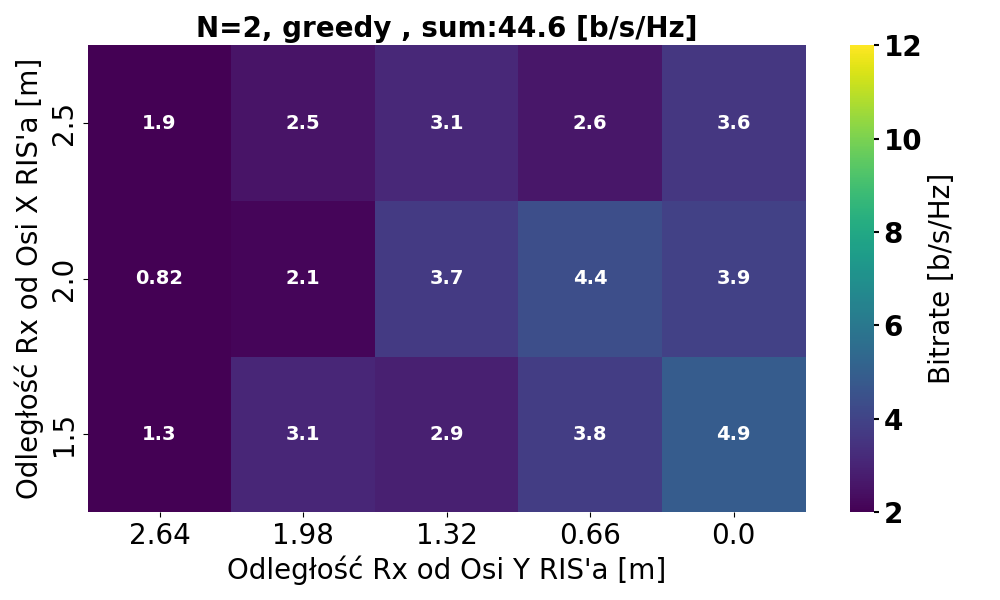 N=2, greedy , sum:44.6 [b/s/Hz]
Odległość Rx od Osi X RIS'a [m]
2.5
1.9 2.5 3.1 2.6 3.6
2.0
0.82 2.1 3.7 4.4 3.9
1.5
1.3 3.1 2.9 3.8 4.9
2.64 1.98 1.32 0.66 0.0
Odległość Rx od Osi Y RIS'a [m]
12
10
8
6
4
2
Bitrate [b/s/Hz]